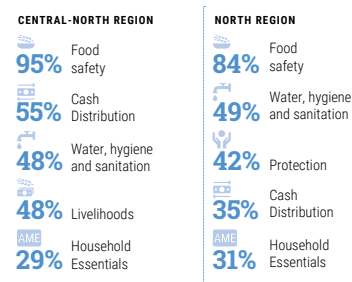 CENTRAL-NORTH REGION
95% Food
safety
55% Cash
Distribution
48% Water, hygiene
and sanitation
48% Livelihoods
AME
29% Household
Essentials
NORTH REGION
84% Food
safety
49% Water, hygiene
and sanitation
42% Protection
35% Cash
Distribution
AME
31% Household
Essentials